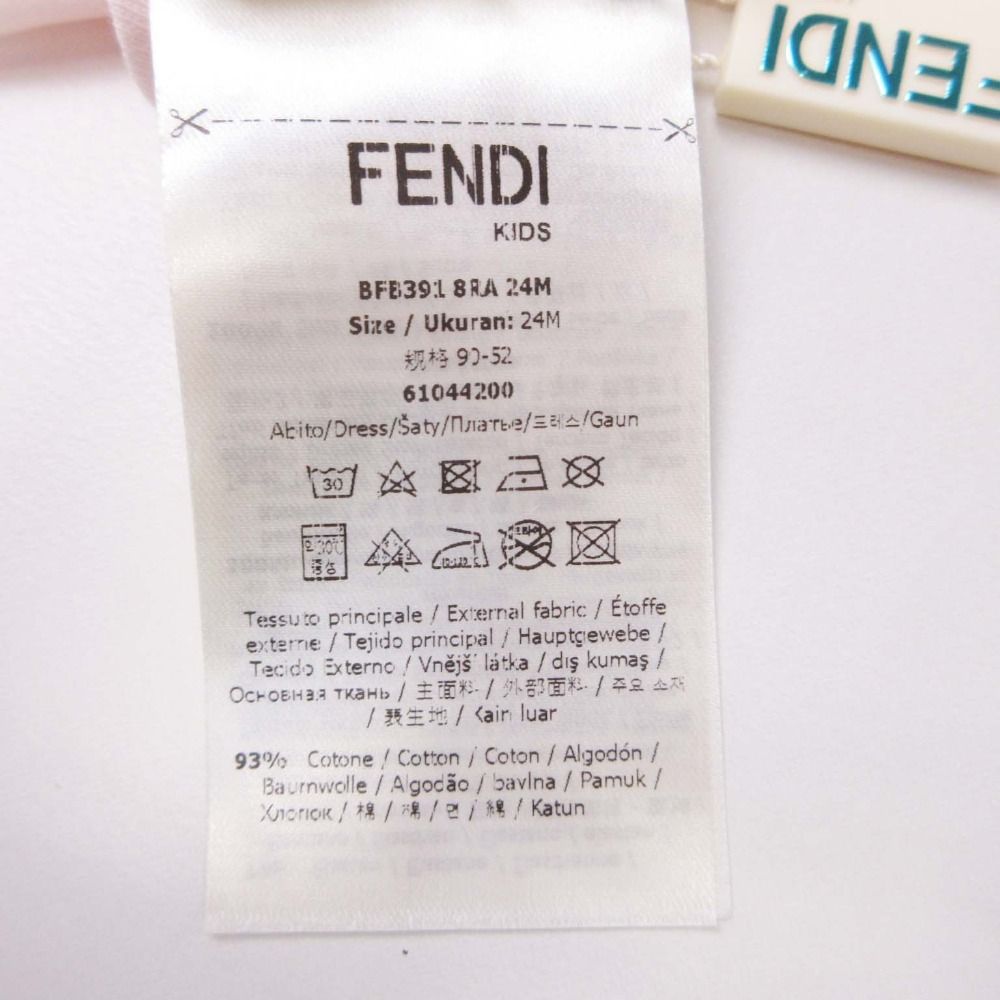 FENDI
FENDI
KIDS
BFB391 8RA 24M
Size / Ukuran: 24M
规格 90-52
61044200
Abito/Dress/Šaty/Платье/드레스/Gaun
30
Tessuto principale / External fabric / Étoffe
externe / Tejido principal / Hauptgewebe /
Tecido Externo / Vnější látka / dış kumaş /
Основная ткань / 主面料 / 外部面料 / 주요 소재
/ 表生地 / Kain luar
93% Cotone / Cotton / Coton / Algodón /
Baumwolle / Algodão / bavlna / Pamuk /
Хлопок / 棉 / 棉 / 면 / 綿 / Katun